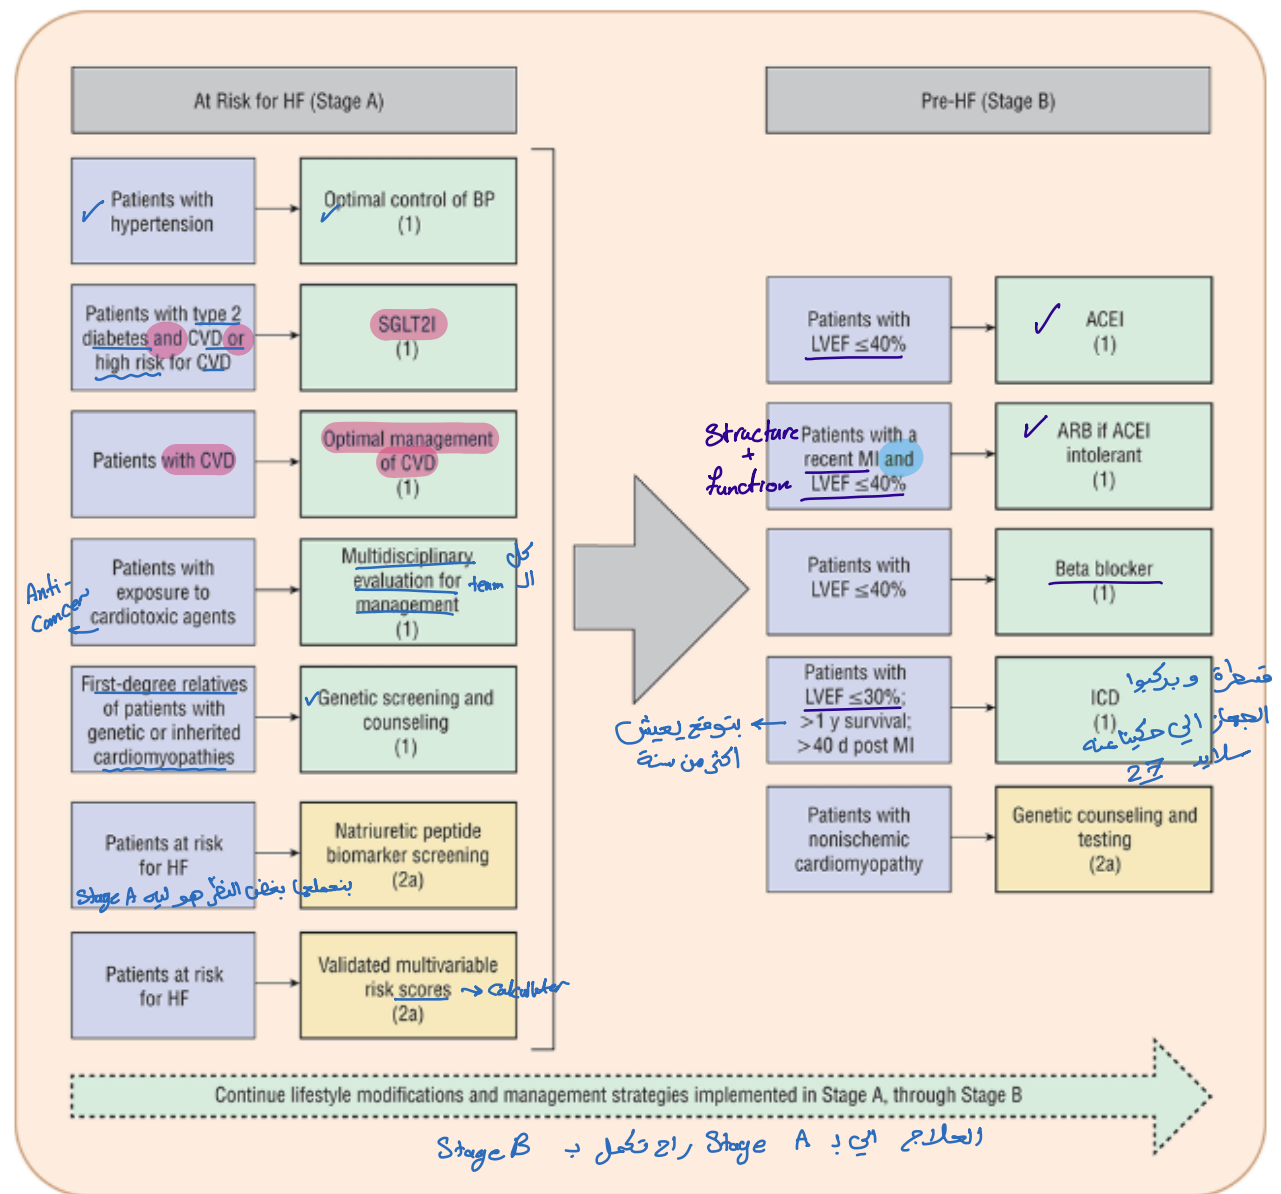 At Risk for HF (Stage A)
Patients with
hypertension
Optimal control of BP
(1)
Patients with type 2
diabetes and CVD or
high risk for CVD
SGLT2I
(1)
Patients with CVD
Optimal management
of CVD
(1)
Anti-
Cancer
Patients with
exposure to
cardiotoxic agents
Multidisciplinary
evaluation for
management
(1)
كل
الـ team
First-degree relatives
of patients with
genetic or inherited
cardiomyopathies
Genetic screening and
counseling
(1)
Patients at risk
for HF
Natriuretic peptide
biomarker screening
(2a)
بنعملها بغض النظر هو ليه Stage A
Patients at risk
for HF
Validated multivariable
risk scores
(2a)
calculater
Pre-HF (Stage B)
Patients with
LVEF ≤40%
ACEI
(1)
Structure
+
function
Patients with a
recent MI and
LVEF ≤40%
ARB if ACEI
intolerant
(1)
Patients with
LVEF ≤40%
Beta blocker
(1)
Patients with
LVEF ≤30%;
>1 y survival;
>40 d post MI
بتوقع يعيش
اكثر من سنة
ICD
(1)
قسطرة وبركبوا
الجهاز الي حكينا عنه
سلايد 27
Patients with
nonischemic
cardiomyopathy
Genetic counseling and
testing
(2a)
Continue lifestyle modifications and management strategies implemented in Stage A, through Stage B
العلاج الي بـ Stage A راح تكمل بـ Stage B